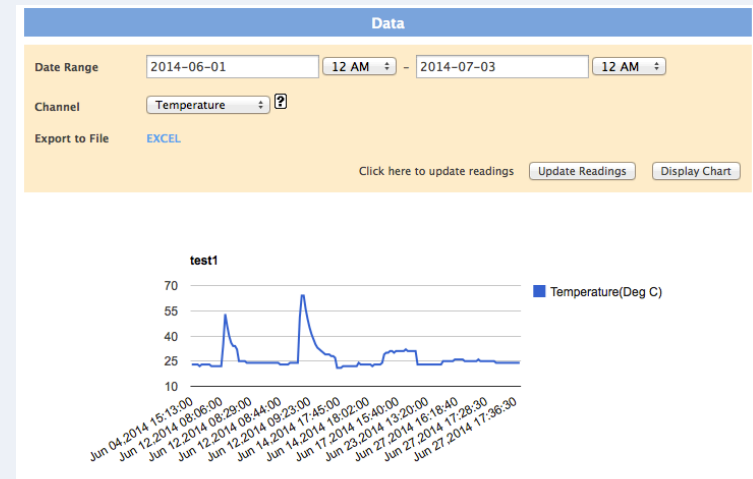 Data
Date Range 2014-06-01 12 AM – 2014-07-03 12 AM
Channel Temperature ?
Export to File EXCEL
Click here to update readings Update Readings Display Chart
test1
Temperature(Deg C)
70
55
40
25
10
Jun 04,2014 15:13:00
Jun 12,2014 08:06:00
Jun 12,2014 08:29:00
Jun 12,2014 08:44:00
Jun 12,2014 09:23:00
Jun 14,2014 17:45:00
Jun 14,2014 18:02:00
Jun 17,2014 15:40:00
Jun 23,2014 13:20:00
Jun 27,2014 16:18:40
Jun 27,2014 17:28:30
Jun 27,2014 17:36:30